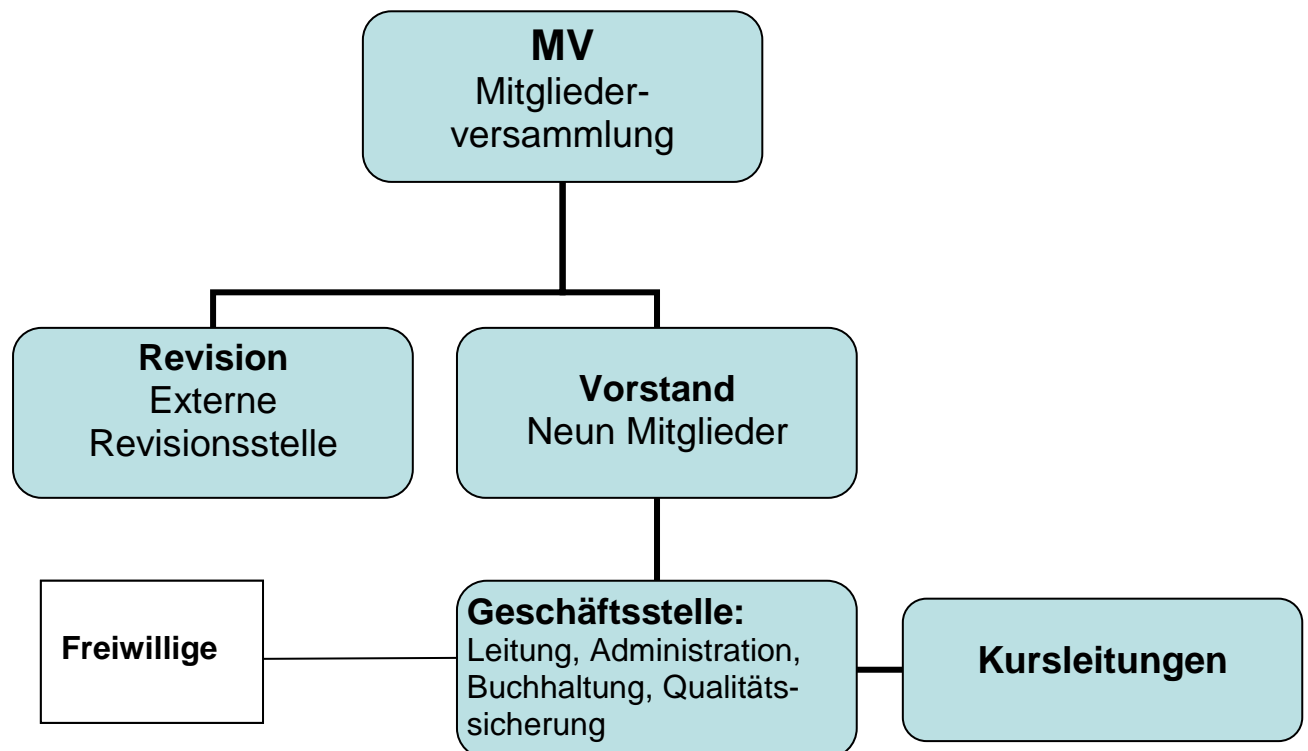 MV
Mitglieder-
versammlung
Revision
Externe
Revisionsstelle
Vorstand
Neun Mitglieder
Freiwillige
Geschäftsstelle:
Leitung, Administration,
Buchhaltung, Qualitäts-
sicherung
Kursleitungen